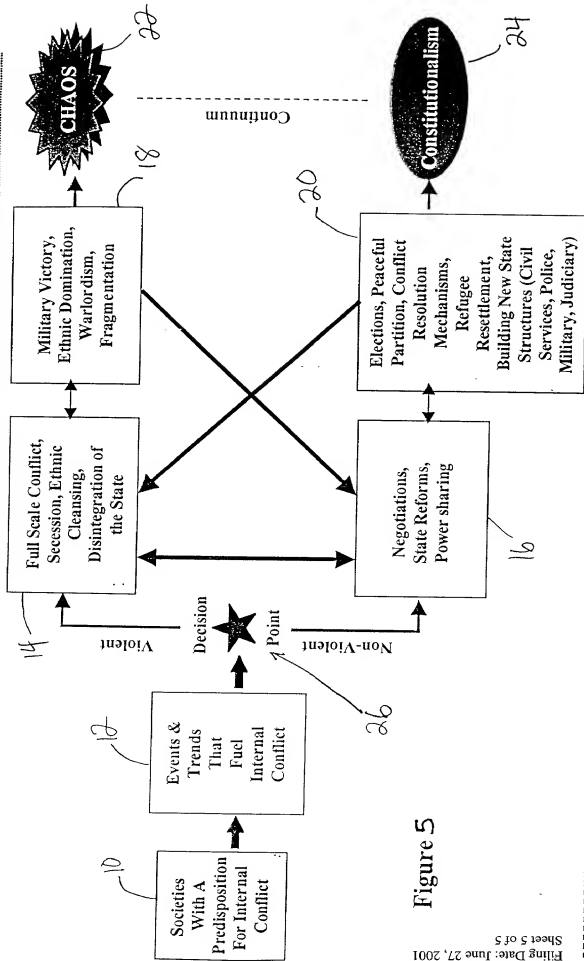 10
Societies
With A
Predisposition
For Internal
Conflict
12
Events &
Trends
That
Fuel
Internal
Conflict
Decision
Point
26
Violent
Non-Violent
14
Full Scale Conflict,
Secession, Ethnic
Cleansing,
Disintegration of
the State
16
Negotiations,
State Reforms,
Power sharing
18
Military Victory,
Ethnic Domination,
Warlordism,
Fragmentation
20
Elections, Peaceful
Partition, Conflict
Resolution
Mechanisms,
Refugee
Resettlement,
Building New State
Structures (Civil
Services, Police,
Military, Judiciary)
22
CHAOS
Continuum
24
Constitutionalism
Figure 5
Filing Date: June 27, 2001
Sheet 5 of 5